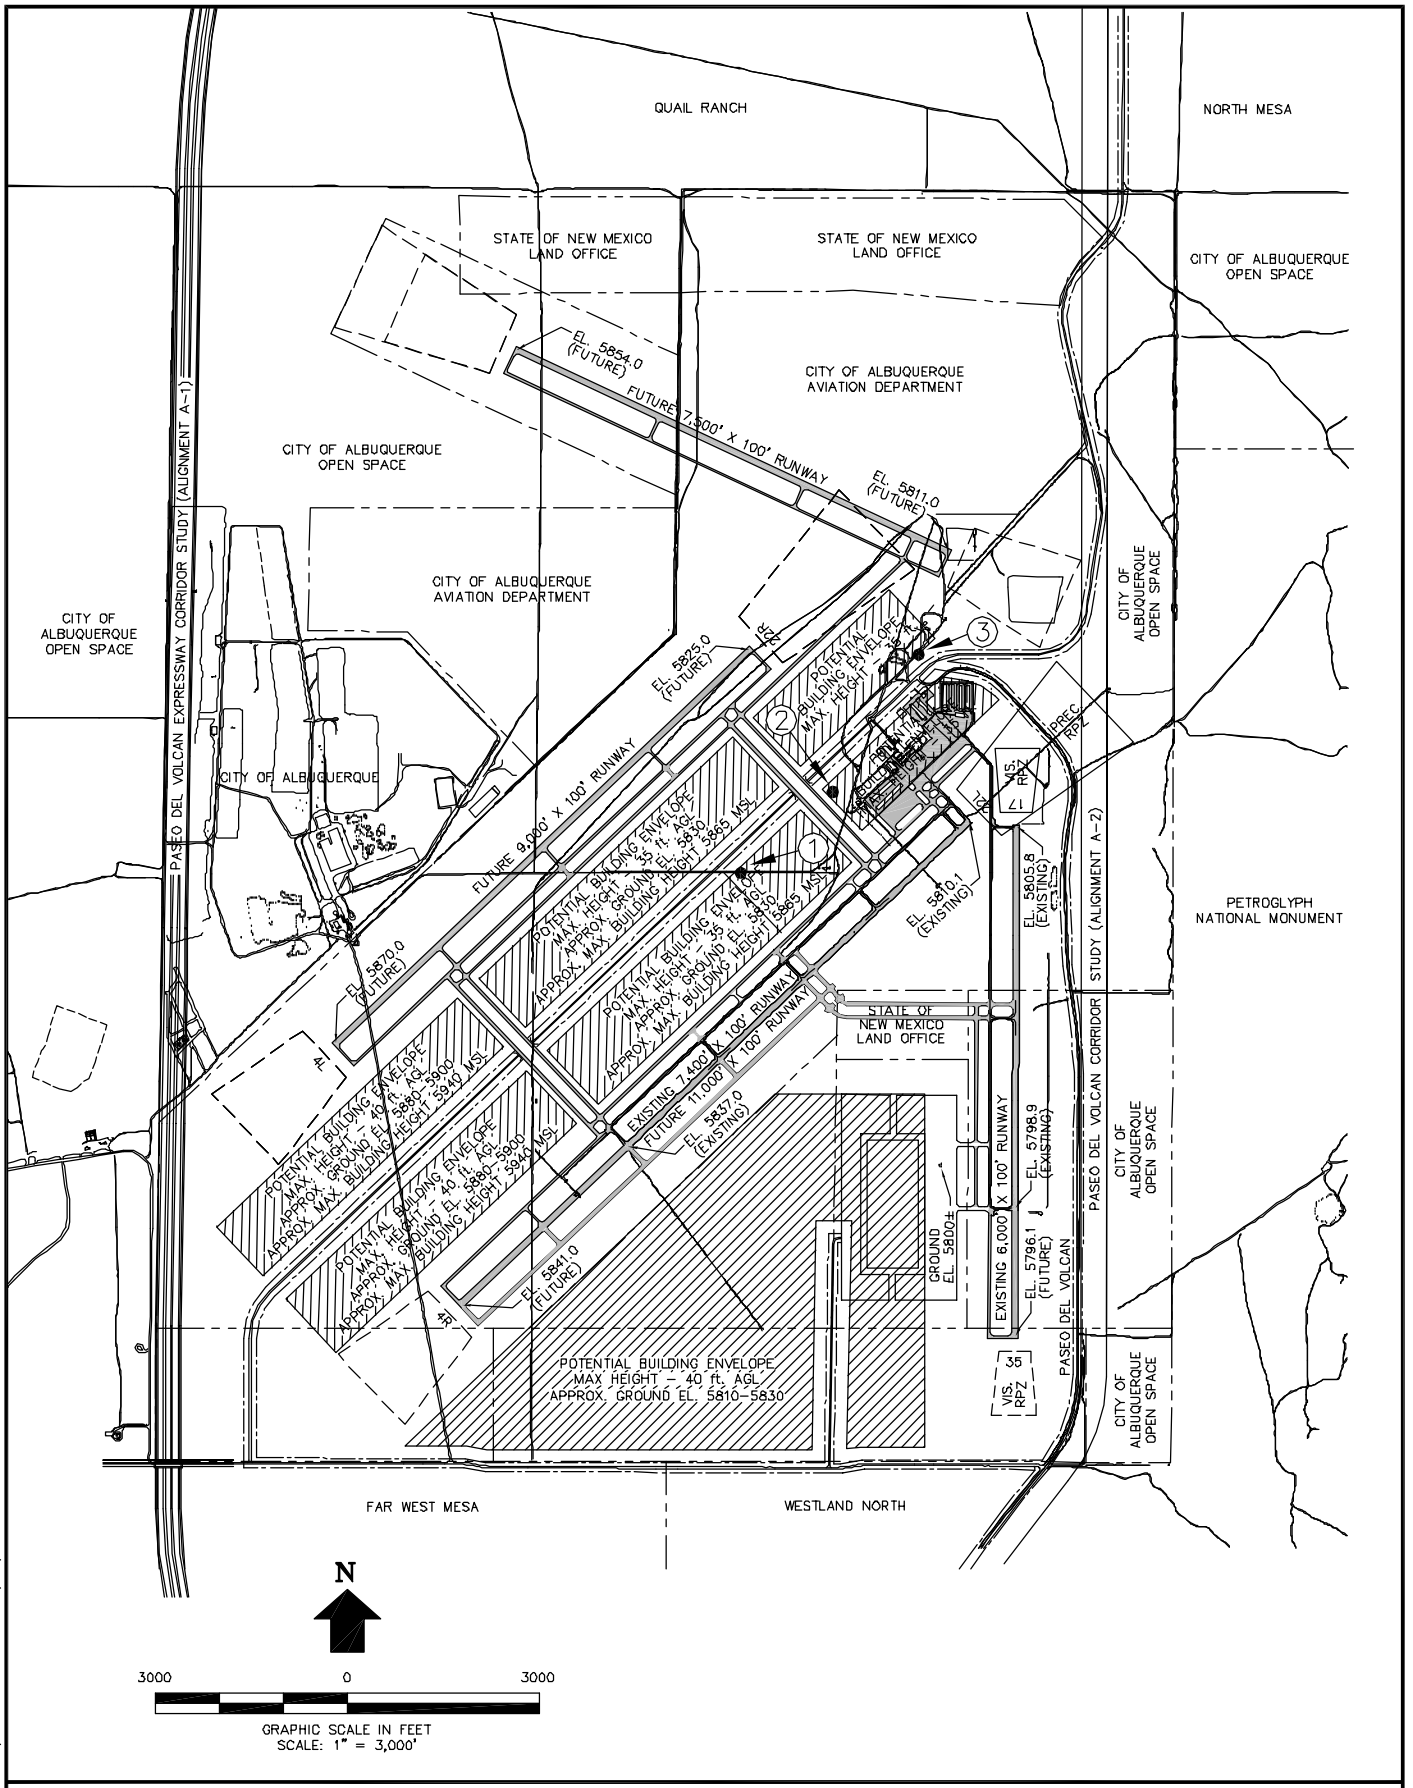 QUAIL RANCH
NORTH MESA
STATE OF NEW MEXICO
LAND OFFICE
STATE OF NEW MEXICO
LAND OFFICE
CITY OF ALBUQUERQUE
OPEN SPACE
EL. 5854.0
(FUTURE)
FUTURE 7,500' X 100' RUNWAY
CITY OF ALBUQUERQUE
AVIATION DEPARTMENT
CITY OF ALBUQUERQUE
OPEN SPACE
PASEO DEL VOLCAN EXPRESSWAY CORRIDOR STUDY (ALIGNMENT A-1)
EL. 5811.0
(FUTURE)
CITY OF ALBUQUERQUE
AVIATION DEPARTMENT
CITY OF
ALBUQUERQUE
OPEN SPACE
CITY OF
ALBUQUERQUE
OPEN SPACE
EL. 5825.0
(FUTURE)
22R
3
POTENTIAL
BUILDING ENVELOPE
MAX. HEIGHT - 35 ft.
2
POTENTIAL
BUILDING ENVELOPE
MAX. HEIGHT - 35
PREC.
RPZ
VIS.
RPZ
17
22L
CITY OF ALBUQUERQUE
FUTURE 9,000' X 100' RUNWAY
POTENTIAL BUILDING ENVELOPE
MAX. HEIGHT - 35 ft. AGL
APPROX. GROUND EL. 5830
APPROX. MAX. BUILDING HEIGHT 5865 MSL
1
POTENTIAL BUILDING ENVELOPE
MAX. HEIGHT - 35 ft. AGL
APPROX. GROUND EL. 5830
APPROX. MAX. BUILDING HEIGHT 5865 MSL
EL. 5810.1
(EXISTING)
EL. 5805.8
(EXISTING)
PETROGLYPH
NATIONAL MONUMENT
EL. 5870.0
(FUTURE)
4L
STATE OF
NEW MEXICO
LAND OFFICE
PASEO DEL VOLCAN CORRIDOR STUDY (ALIGNMENT A-2)
POTENTIAL BUILDING ENVELOPE
MAX. HEIGHT - 40 ft. AGL
APPROX. GROUND EL. 5880-5900
APPROX. MAX. BUILDING HEIGHT 5940 MSL
POTENTIAL BUILDING ENVELOPE
MAX. HEIGHT - 40 ft. AGL
APPROX. GROUND EL. 5880-5900
APPROX. MAX. BUILDING HEIGHT 5940 MSL
EXISTING 7,400' X 100' RUNWAY
FUTURE 11,000' X 100' RUNWAY
EL. 5837.0
(EXISTING)
EL. 5841.0
(FUTURE)
4R
EXISTING 6,000' X 100' RUNWAY
EL. 5798.9
(EXISTING)
EL. 5796.1
(FUTURE)
GROUND
EL. 5800±
PASEO DEL VOLCAN
CITY OF
ALBUQUERQUE
OPEN SPACE
35
VIS.
RPZ
CITY OF
ALBUQUERQUE
OPEN SPACE
POTENTIAL BUILDING ENVELOPE
MAX HEIGHT - 40 ft. AGL
APPROX. GROUND EL. 5810-5830
FAR WEST MESA
WESTLAND NORTH
N
3000 0 3000
GRAPHIC SCALE IN FEET
SCALE: 1" = 3,000'